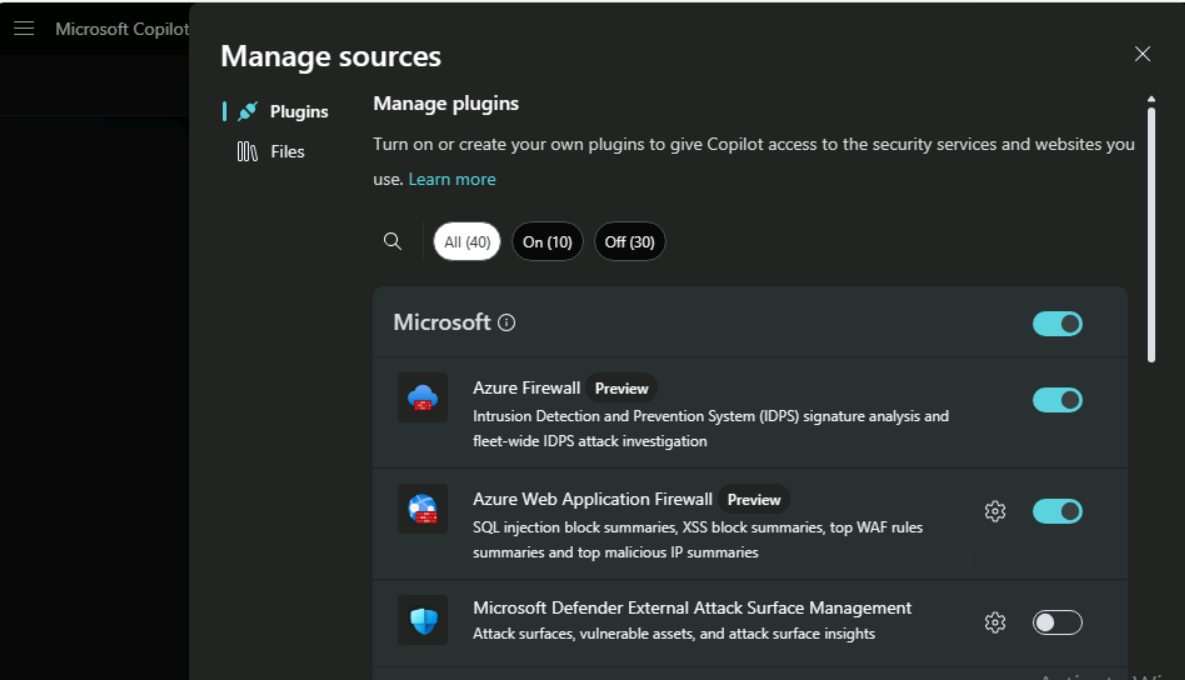 Microsoft Copilot
Manage sources
Plugins
Files
Manage plugins
Turn on or create your own plugins to give Copilot access to the security services and websites you
use. Learn more
All (40) On (10) Off (30)
Microsoft
Azure Firewall Preview
Intrusion Detection and Prevention System (IDPS) signature analysis and
fleet-wide IDPS attack investigation
Azure Web Application Firewall Preview
SQL injection block summaries, XSS block summaries, top WAF rules
summaries and top malicious IP summaries
Microsoft Defender External Attack Surface Management
Attack surfaces, vulnerable assets, and attack surface insights